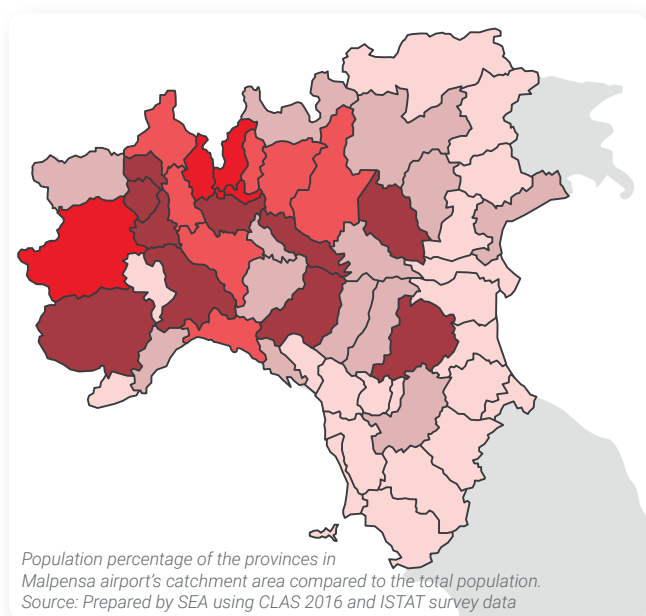 Population percentage of the provinces in
Malpensa airport's catchment area compared to the total population.
Source: Prepared by SEA using CLAS 2016 and ISTAT survey data